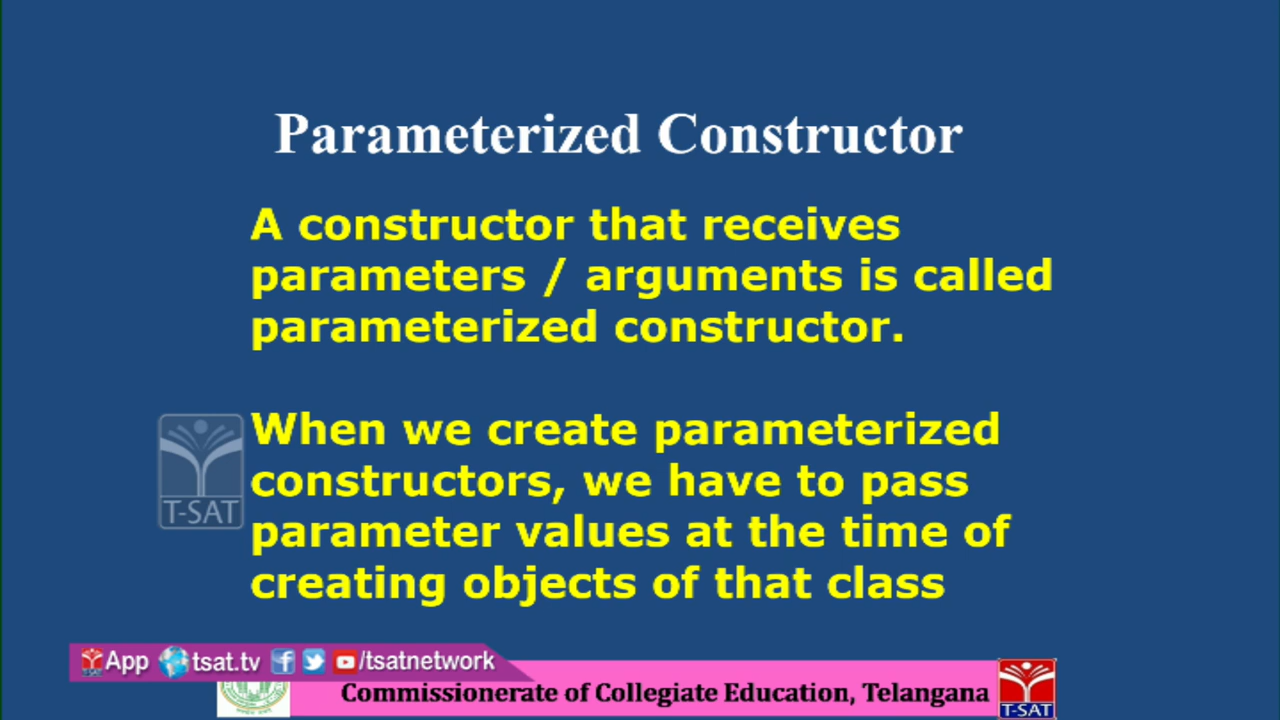 Parameterized Constructor
A constructor that receives
parameters / arguments is called
parameterized constructor.
When we create parameterized
constructors, we have to pass
parameter values at the time of
creating objects of that class
T-SAT
App tsat.tv /tsatnetwork
Commissionerate of Collegiate Education, Telangana
T-SAT